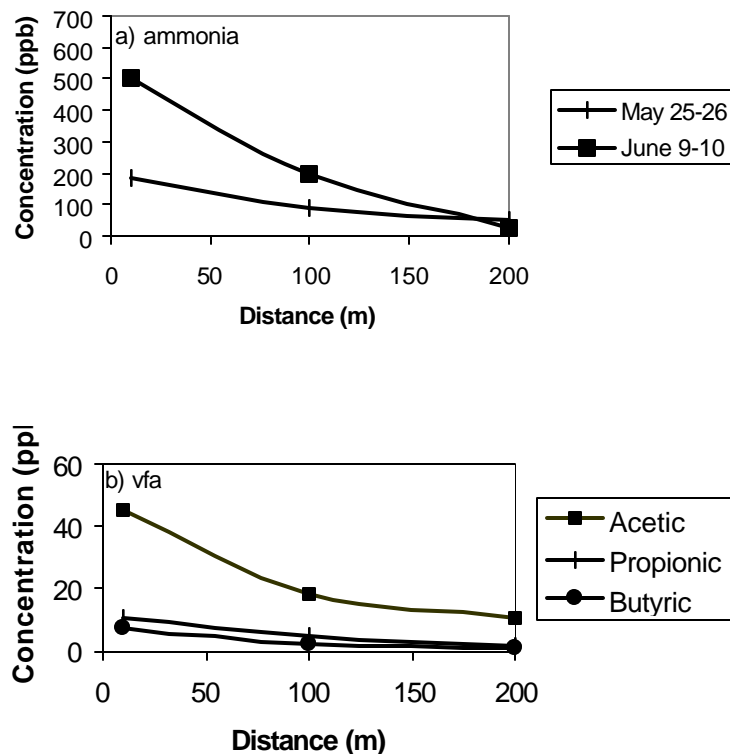 a) ammonia
Concentration (ppb)
700
600
500
400
300
200
100
0
0 50 100 150 200
Distance (m)
May 25-26
June 9-10
b) vfa
Concentration (pp
60
40
20
0
0 50 100 150 200
Distance (m)
Acetic
Propionic
Butyric